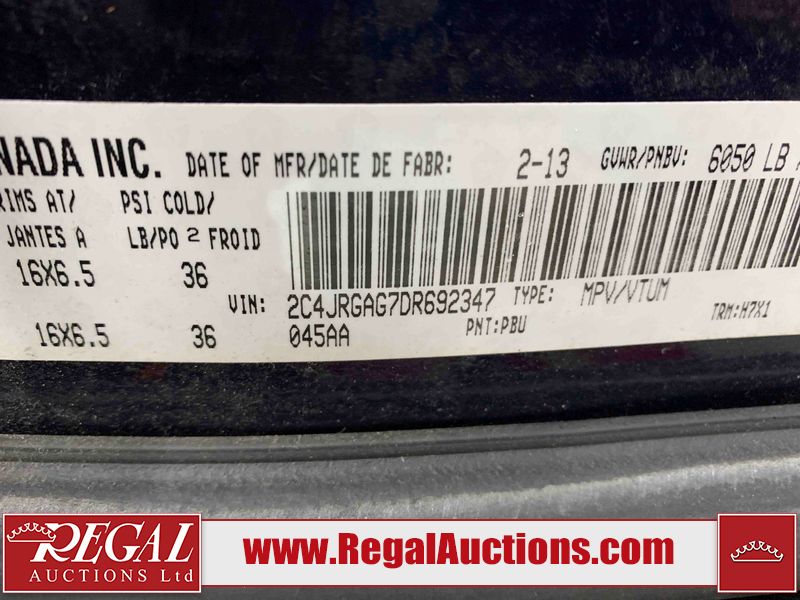 NADA INC. DATE OF MFR/DATE DE FABR: 2-13 GVWR/PNBV: 6050 LB
RIMS AT/ PSI COLD/
JANTES A LB/PO 2 FROID
16X6.5 36
VIN: 2C4JRGAG7DR692347 TYPE: MPV/VTUM
16X6.5 36 045AA PNT:PBU TRM:H7X1
REGAL
AUCTIONS Ltd
www.RegalAuctions.com